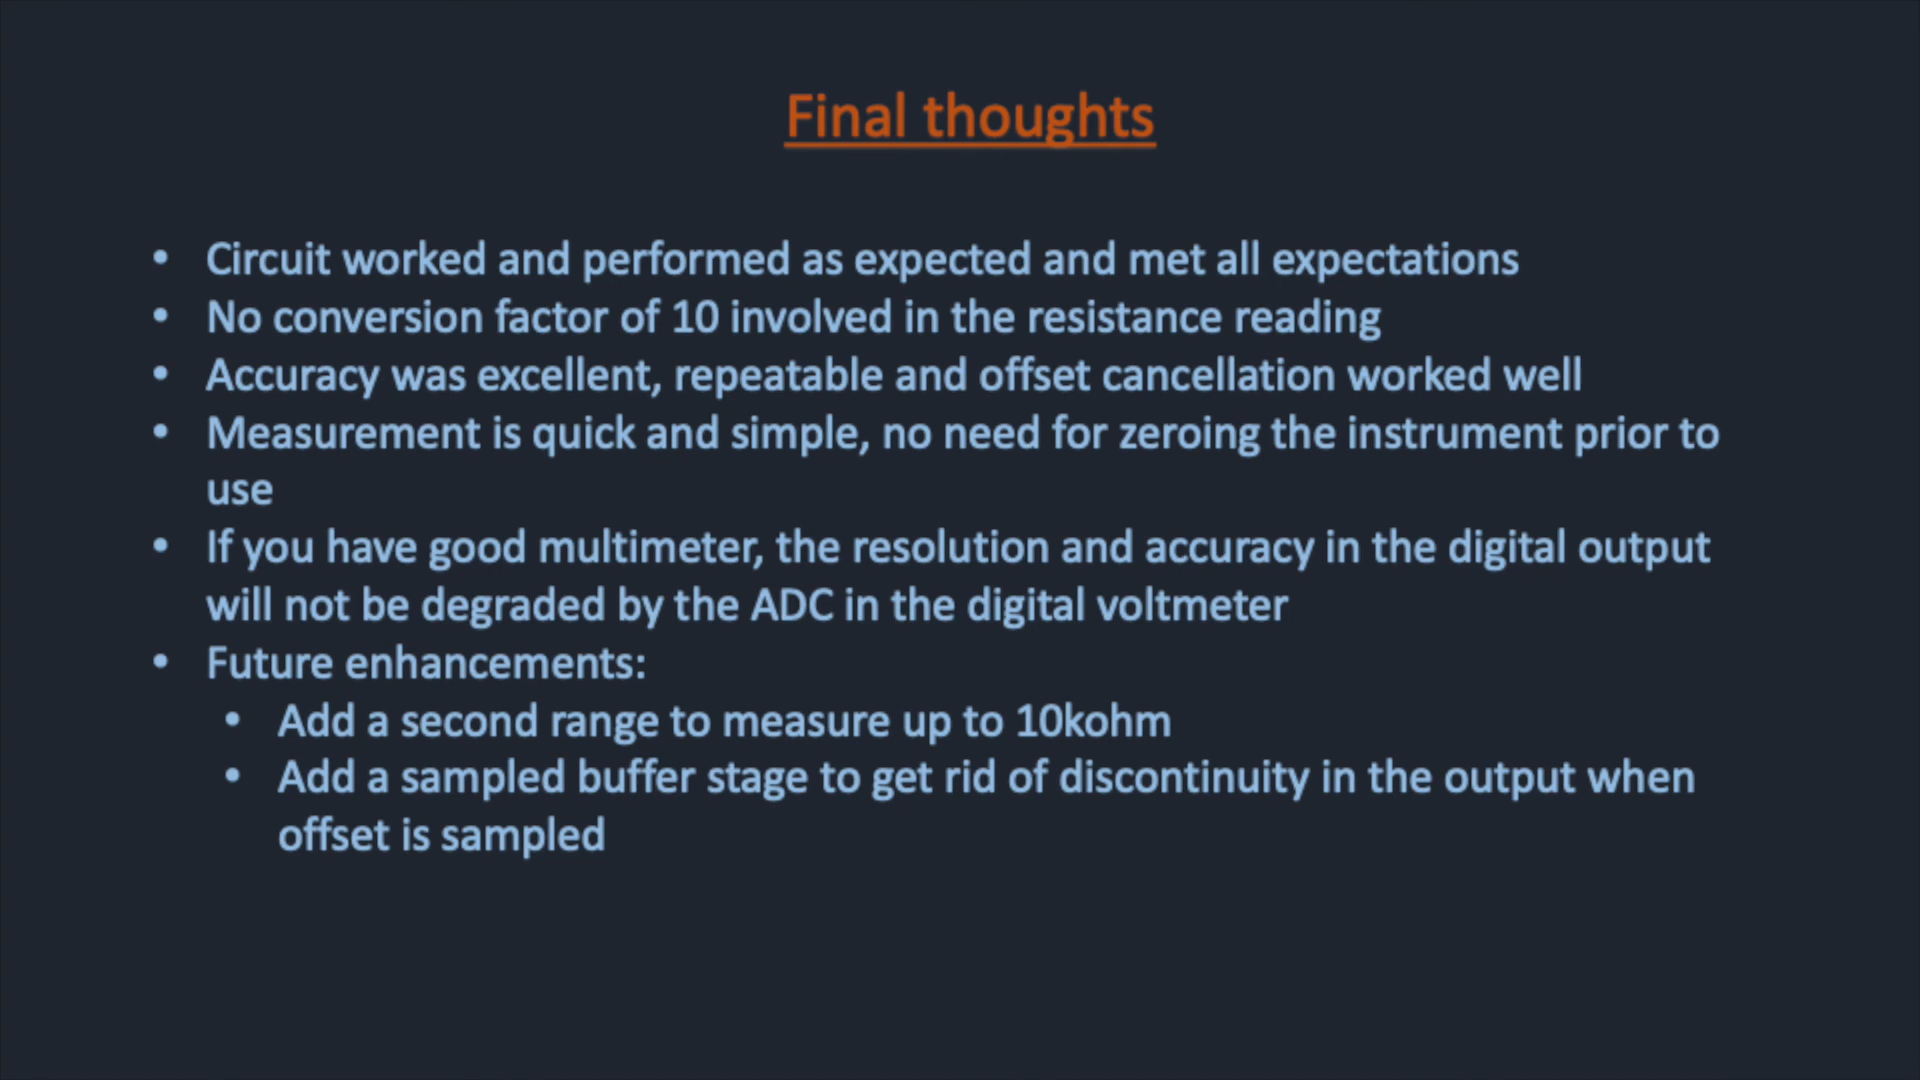 Final thoughts
• Circuit worked and performed as expected and met all expectations
• No conversion factor of 10 involved in the resistance reading
• Accuracy was excellent, repeatable and offset cancellation worked well
• Measurement is quick and simple, no need for zeroing the instrument prior to
use
• If you have good multimeter, the resolution and accuracy in the digital output
will not be degraded by the ADC in the digital voltmeter
• Future enhancements:
• Add a second range to measure up to 10kohm
• Add a sampled buffer stage to get rid of discontinuity in the output when
offset is sampled